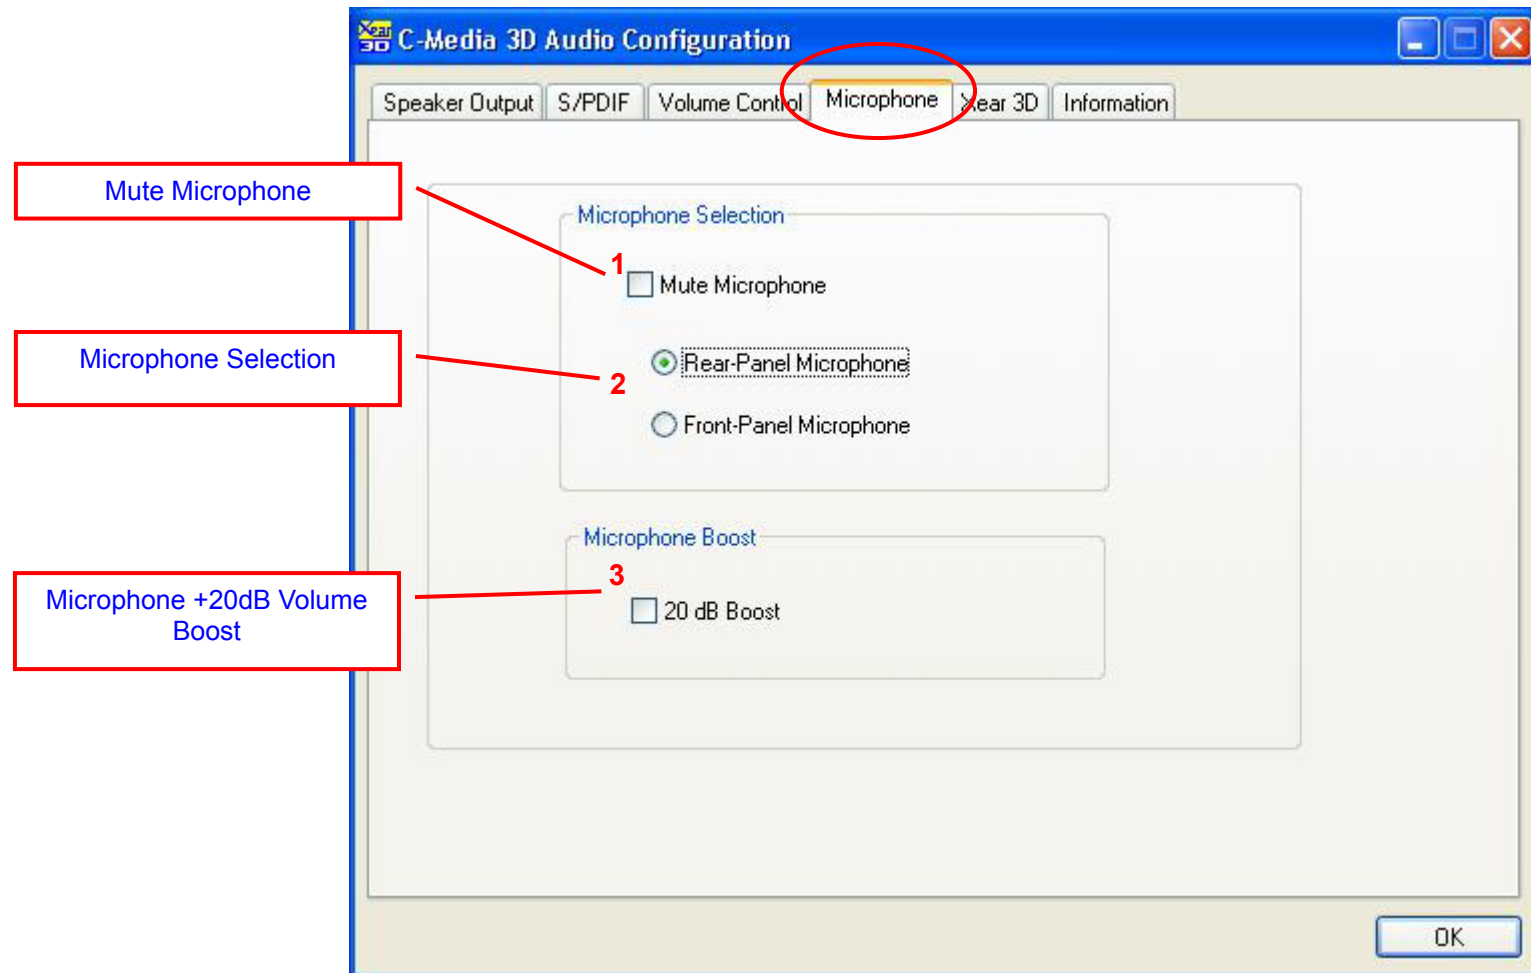 Xear 3D C-Media 3D Audio Configuration
Speaker Output S/PDIF Volume Control Microphone Xear 3D Information
Mute Microphone
Microphone Selection
1
Mute Microphone
Microphone Selection
Rear-Panel Microphone
2
Front-Panel Microphone
Microphone Boost
3
Microphone +20dB Volume
Boost
20 dB Boost
OK